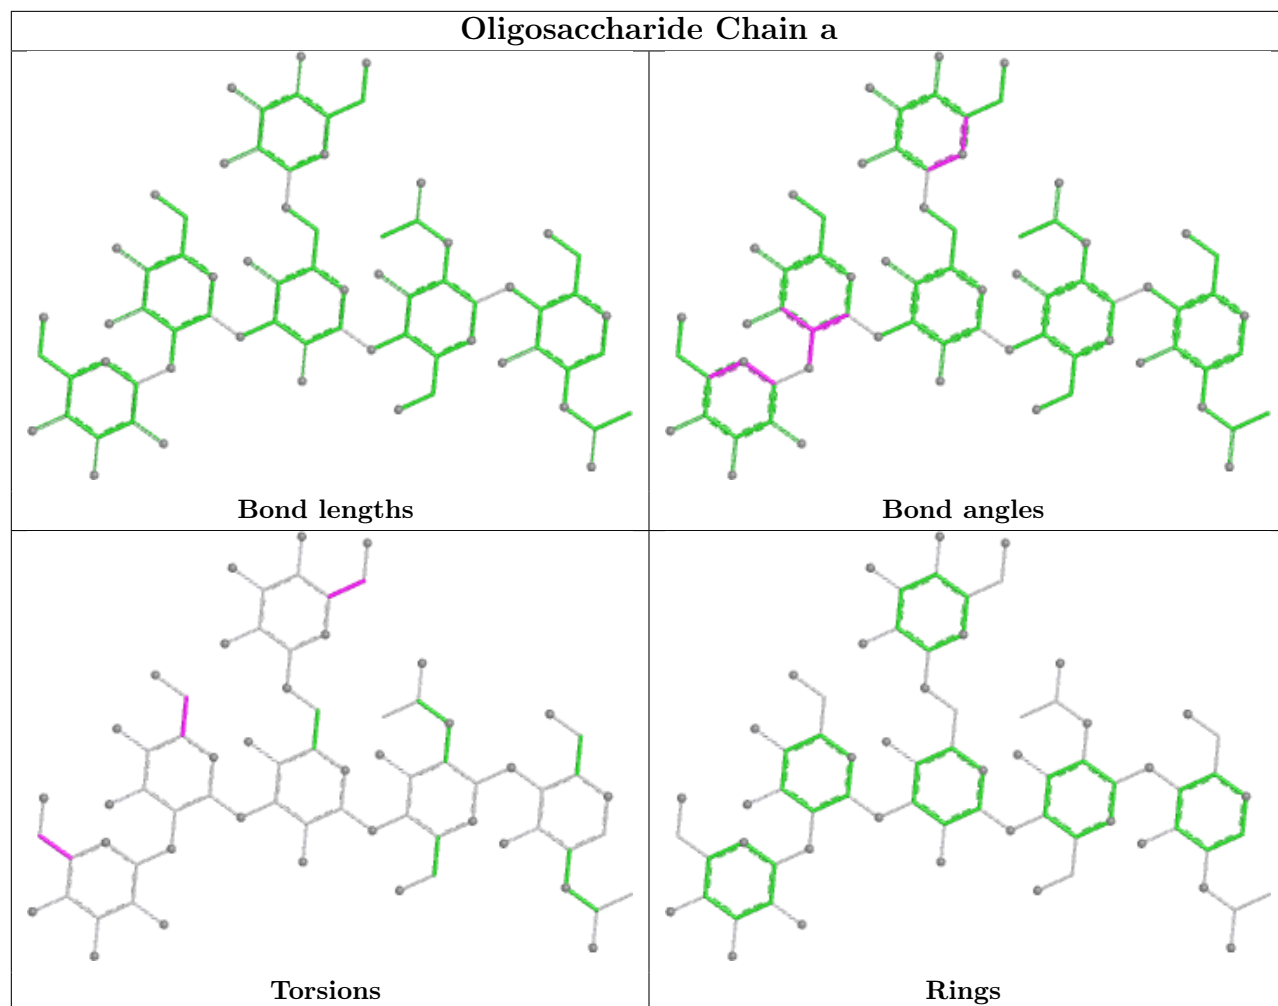 Oligosaccharide Chain a
Bond lengths
Bond angles
Torsions
Rings